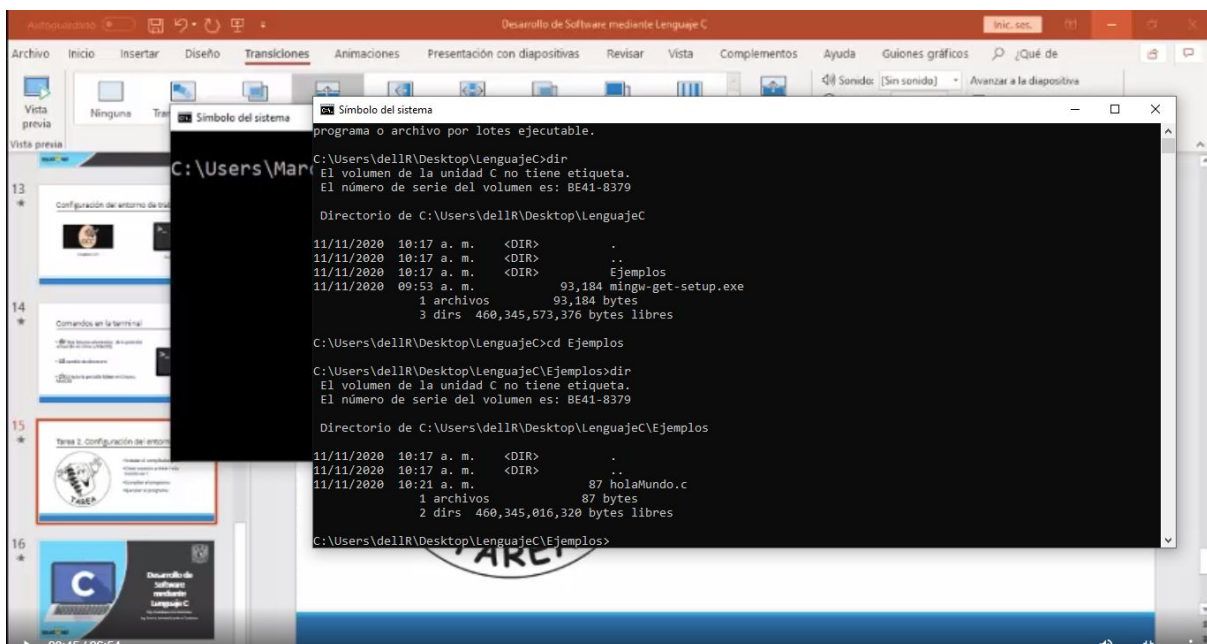 Autoguardado
Desarrollo de Software mediante Lenguaje C
Inic. ses.
Archivo Inicio Insertar Diseño Transiciones Animaciones Presentación con diapositivas Revisar Vista Complementos Ayuda Guiones gráficos ¿Qué de
Vista previa
Ninguna
Sonido: [Sin sonido] Avanzar a la diapositiva
Vista previa
Símbolo del sistema
C:\Users\Marc
Símbolo del sistema
programa o archivo por lotes ejecutable.
C:\Users\dellR\Desktop\LenguajeC>dir
El volumen de la unidad C no tiene etiqueta.
El número de serie del volumen es: BE41-8379
Directorio de C:\Users\dellR\Desktop\LenguajeC
11/11/2020 10:17 a. m. <DIR> .
11/11/2020 10:17 a. m. <DIR> ..
11/11/2020 10:17 a. m. <DIR> Ejemplos
11/11/2020 09:53 a. m. 93,184 mingw-get-setup.exe
1 archivos 93,184 bytes
3 dirs 460,345,573,376 bytes libres
C:\Users\dellR\Desktop\LenguajeC>cd Ejemplos
C:\Users\dellR\Desktop\LenguajeC\Ejemplos>dir
El volumen de la unidad C no tiene etiqueta.
El número de serie del volumen es: BE41-8379
Directorio de C:\Users\dellR\Desktop\LenguajeC\Ejemplos
11/11/2020 10:17 a. m. <DIR> .
11/11/2020 10:17 a. m. <DIR> ..
11/11/2020 10:21 a. m. 87 holaMundo.c
1 archivos 87 bytes
2 dirs 460,345,016,320 bytes libres
C:\Users\dellR\Desktop\LenguajeC\Ejemplos>
13
Configuración del entorno de trab
14
Comandos en la terminal
15
Tarea 2. Configuración del entorn
TAREA
16
C
Desarrollo de
Software
mediante
Lenguaje C
TAREA